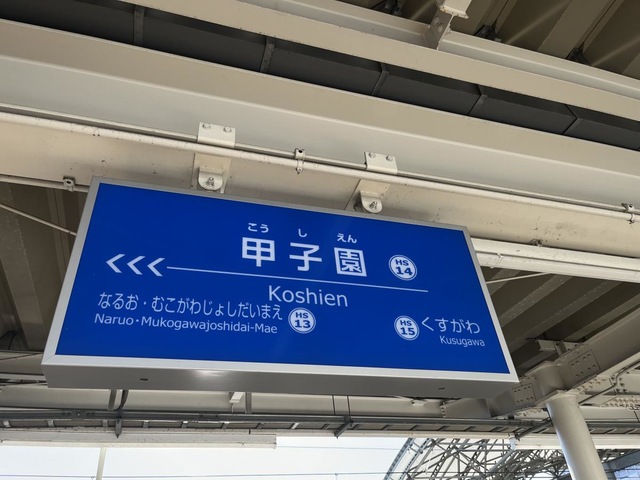 こう し えん
甲子園 HS 14
<<<
Koshien
なるお・むこがわじょしだいまえ HS 13
Naruo・Mukogawajoshidai-Mae
HS 15 くすがわ
Kusugawa